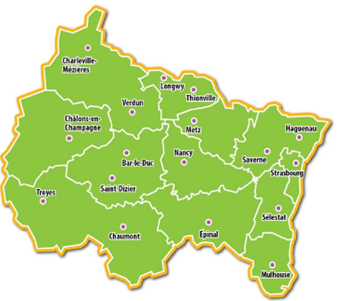 Charleville-
Mézières
Longwy
Thionville
Verdun
Châlons-en-
Champagne
Metz
Haguenau
Bar-le-Duc
Nancy
Saverne
Strasbourg
Saint-Dizier
Troyes
Sélestat
Chaumont
Epinal
Mulhouse